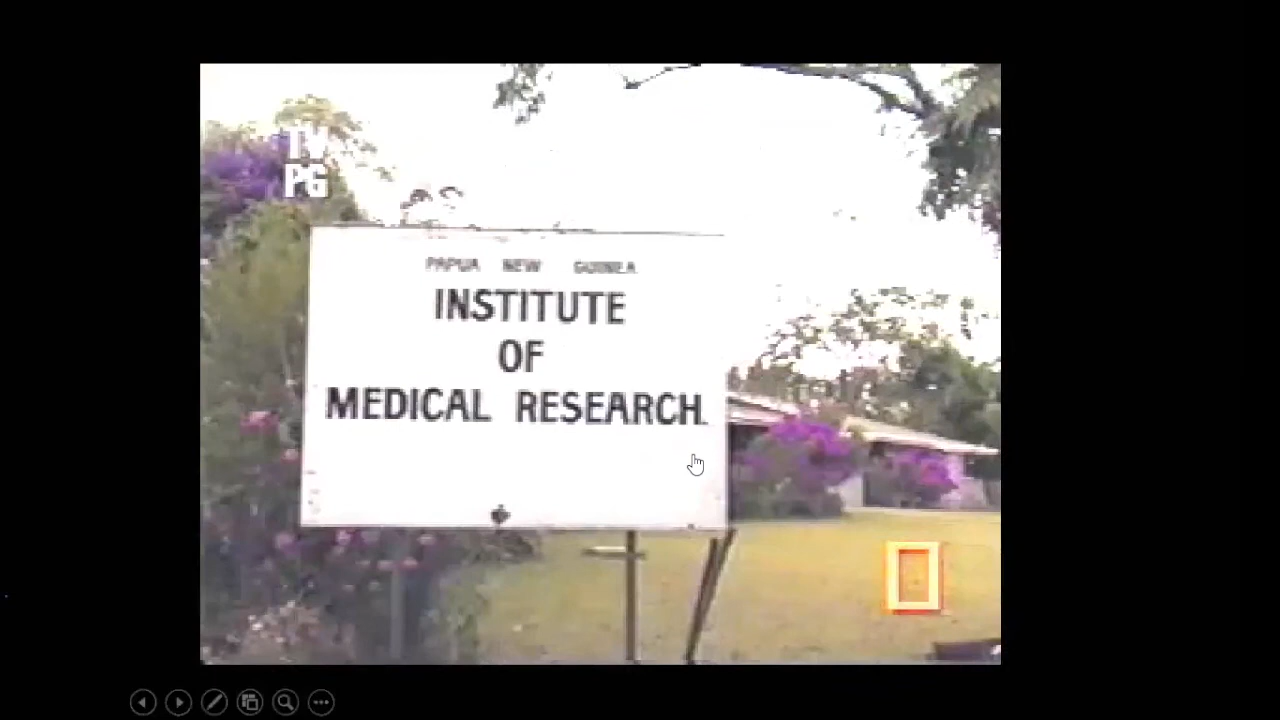 TV
PG
PAPUA NEW GUINEA
INSTITUTE
OF
MEDICAL RESEARCH